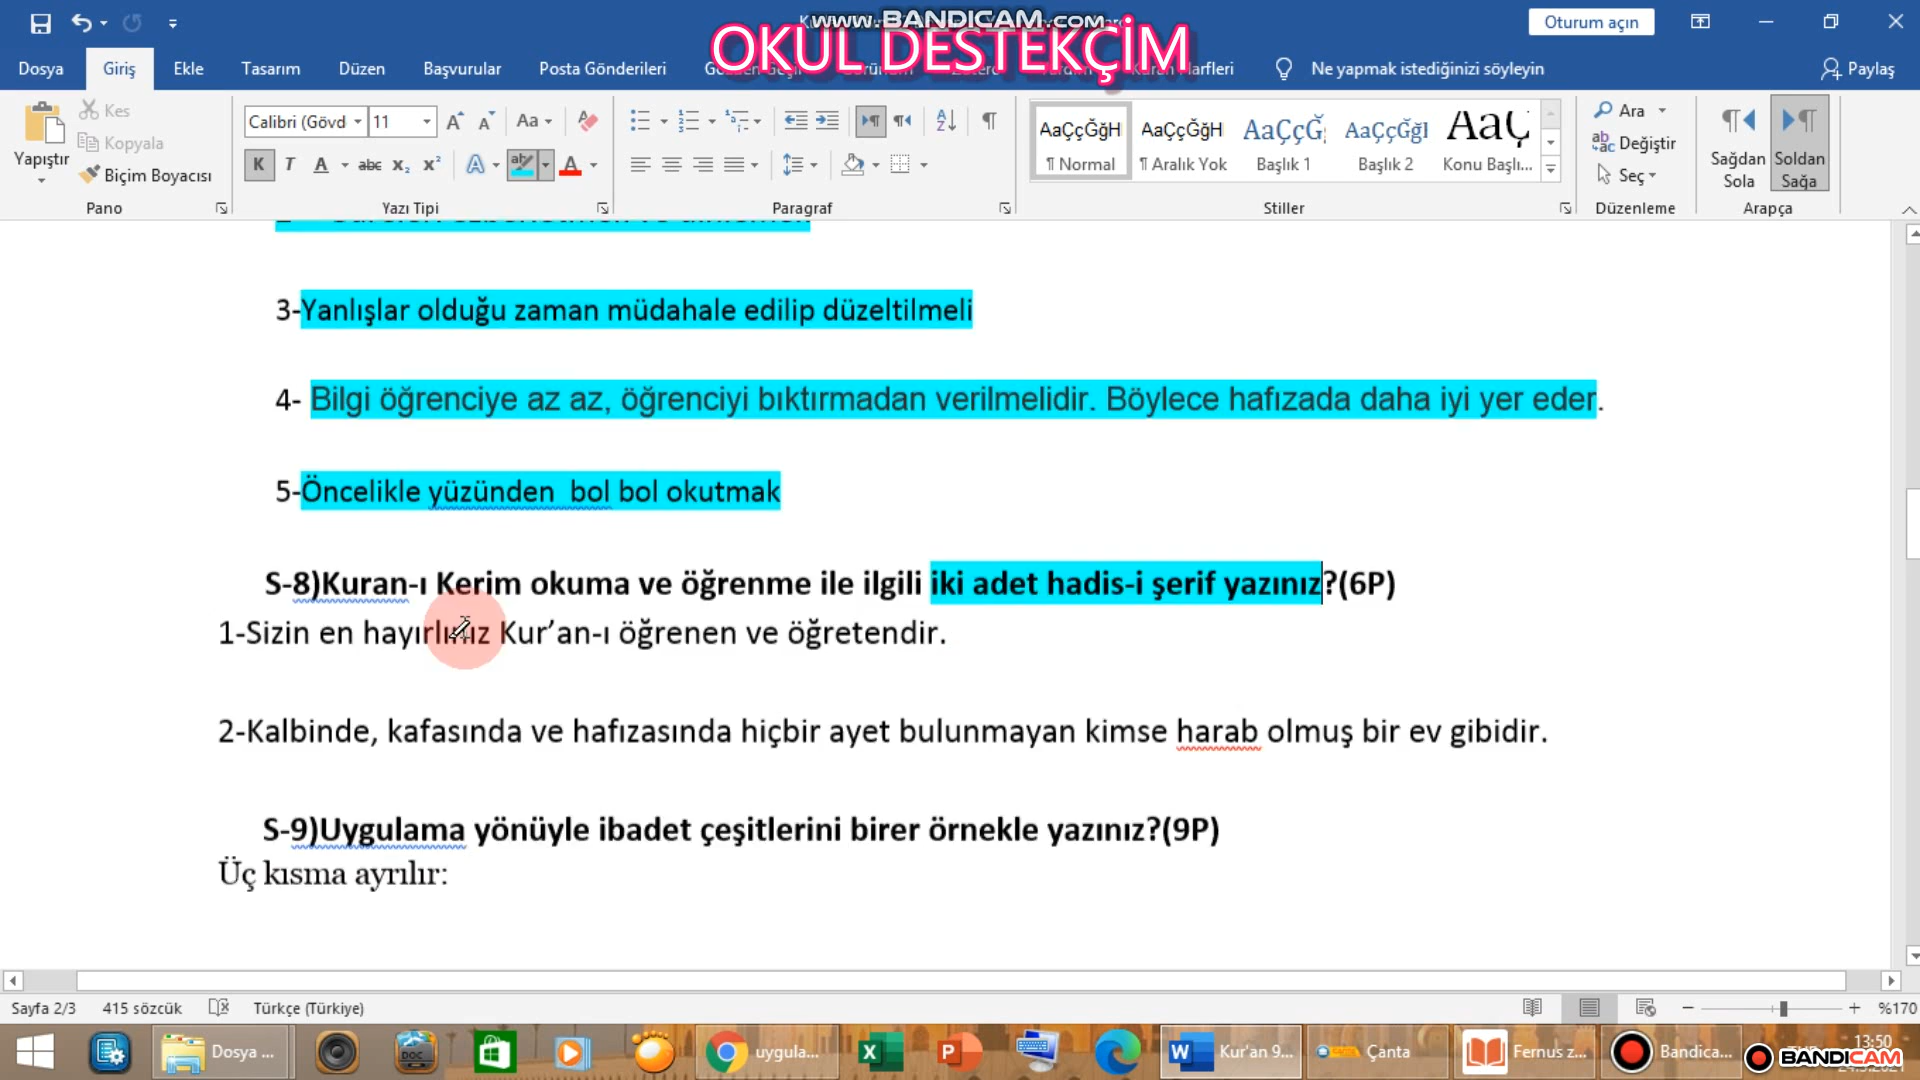 www.BANDICAM.com
OKUL DESTEKÇİM
Oturum açın
Dosya
Giriş
Ekle
Tasarım
Düzen
Başvurular
Posta Gönderileri
Ne yapmak istediğinizi söyleyin
Paylaş
Yapıştır
Kes
Kopyala
Biçim Boyacısı
Pano
Calibri (Gövd
11
Yazı Tipi
Paragraf
AaÇçĞğH
¶ Normal
AaÇçĞğH
¶ Aralık Yok
AaÇçĞ
Başlık 1
AaÇçĞğI
Başlık 2
AaÇ
Konu Başlı...
Stiller
Ara
Değiştir
Seç
Düzenleme
Sağdan Sola
Soldan Sağa
Arapça
3-Yanlışlar olduğu zaman müdahale edilip düzeltilmeli
4- Bilgi öğrenciye az az, öğrenciyi bıktırmadan verilmelidir. Böylece hafızada daha iyi yer eder.
5-Öncelikle yüzünden bol bol okutmak
S-8)Kuran-ı Kerim okuma ve öğrenme ile ilgili iki adet hadis-i şerif yazınız?(6P)
1-Sizin en hayırlınız Kur’an-ı öğrenen ve öğretendir.
2-Kalbinde, kafasında ve hafızasında hiçbir ayet bulunmayan kimse harab olmuş bir ev gibidir.
S-9)Uygulama yönüyle ibadet çeşitlerini birer örnekle yazınız?(9P)
Üç kısma ayrılır:
Sayfa 2/3
415 sözcük
Türkçe (Türkiye)
%170
Dosya ...
uygula...
Kur'an 9...
Çanta
Fernus z...
Bandica...
13:50
BANDICAM